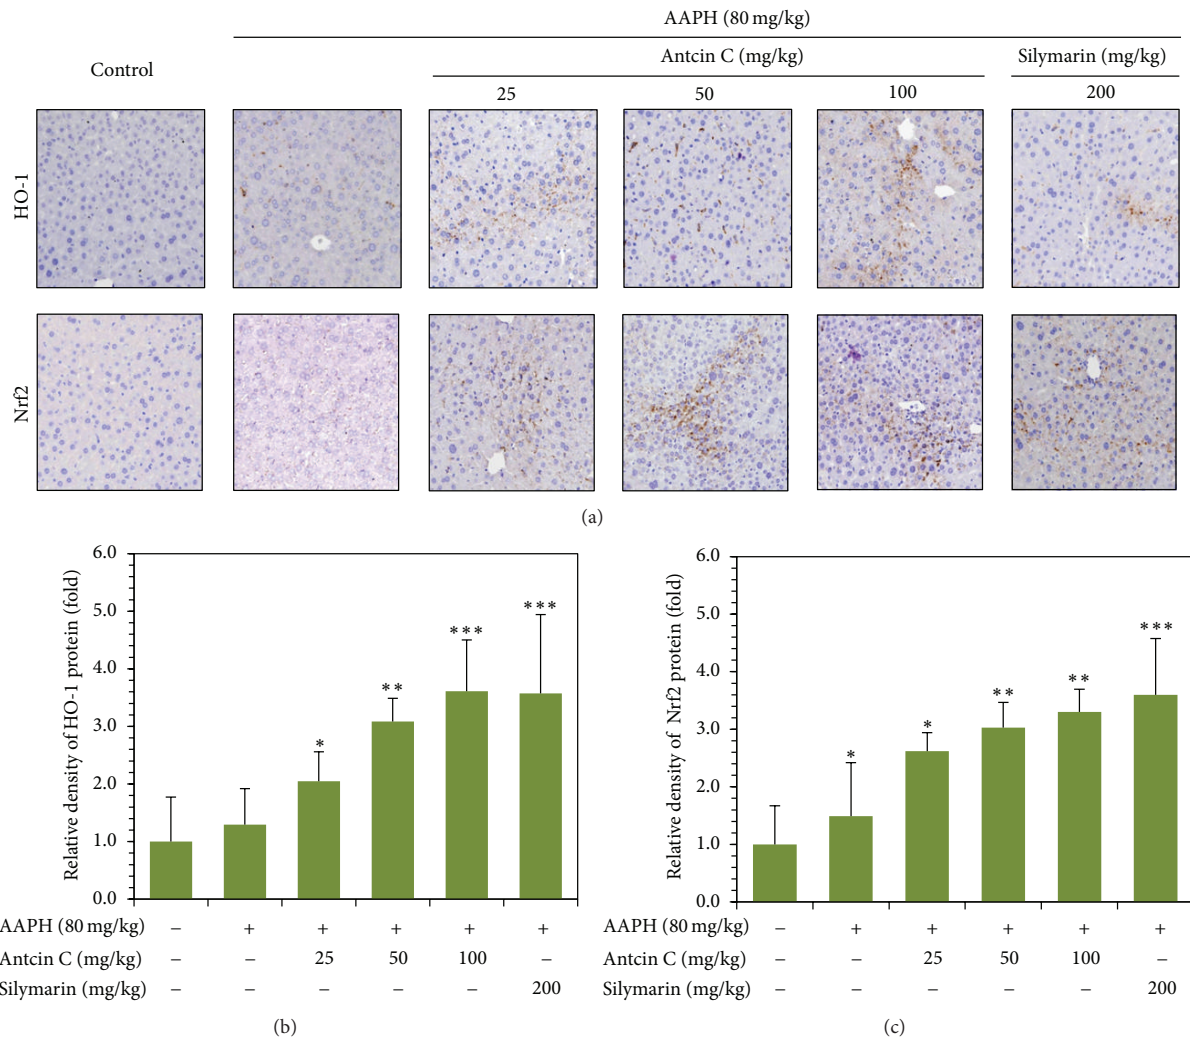 AAPH (80 mg/kg)
Control
Antcin C (mg/kg)
Silymarin (mg/kg)
25 50 100 200
HO-1
Nrf2
(a)
Relative density of HO-1 protein (fold)
6.0
5.0
4.0
3.0
2.0
1.0
0.0
* ** *** ***
AAPH (80 mg/kg) − + + + + +
Antcin C (mg/kg) − − 25 50 100 −
Silymarin (mg/kg) − − − − − 200
(b)
Relative density of Nrf2 protein (fold)
6.0
5.0
4.0
3.0
2.0
1.0
0.0
* * ** ** ***
AAPH (80 mg/kg) − + + + + +
Antcin C (mg/kg) − − 25 50 100 −
Silymarin (mg/kg) − − − − − 200
(c)